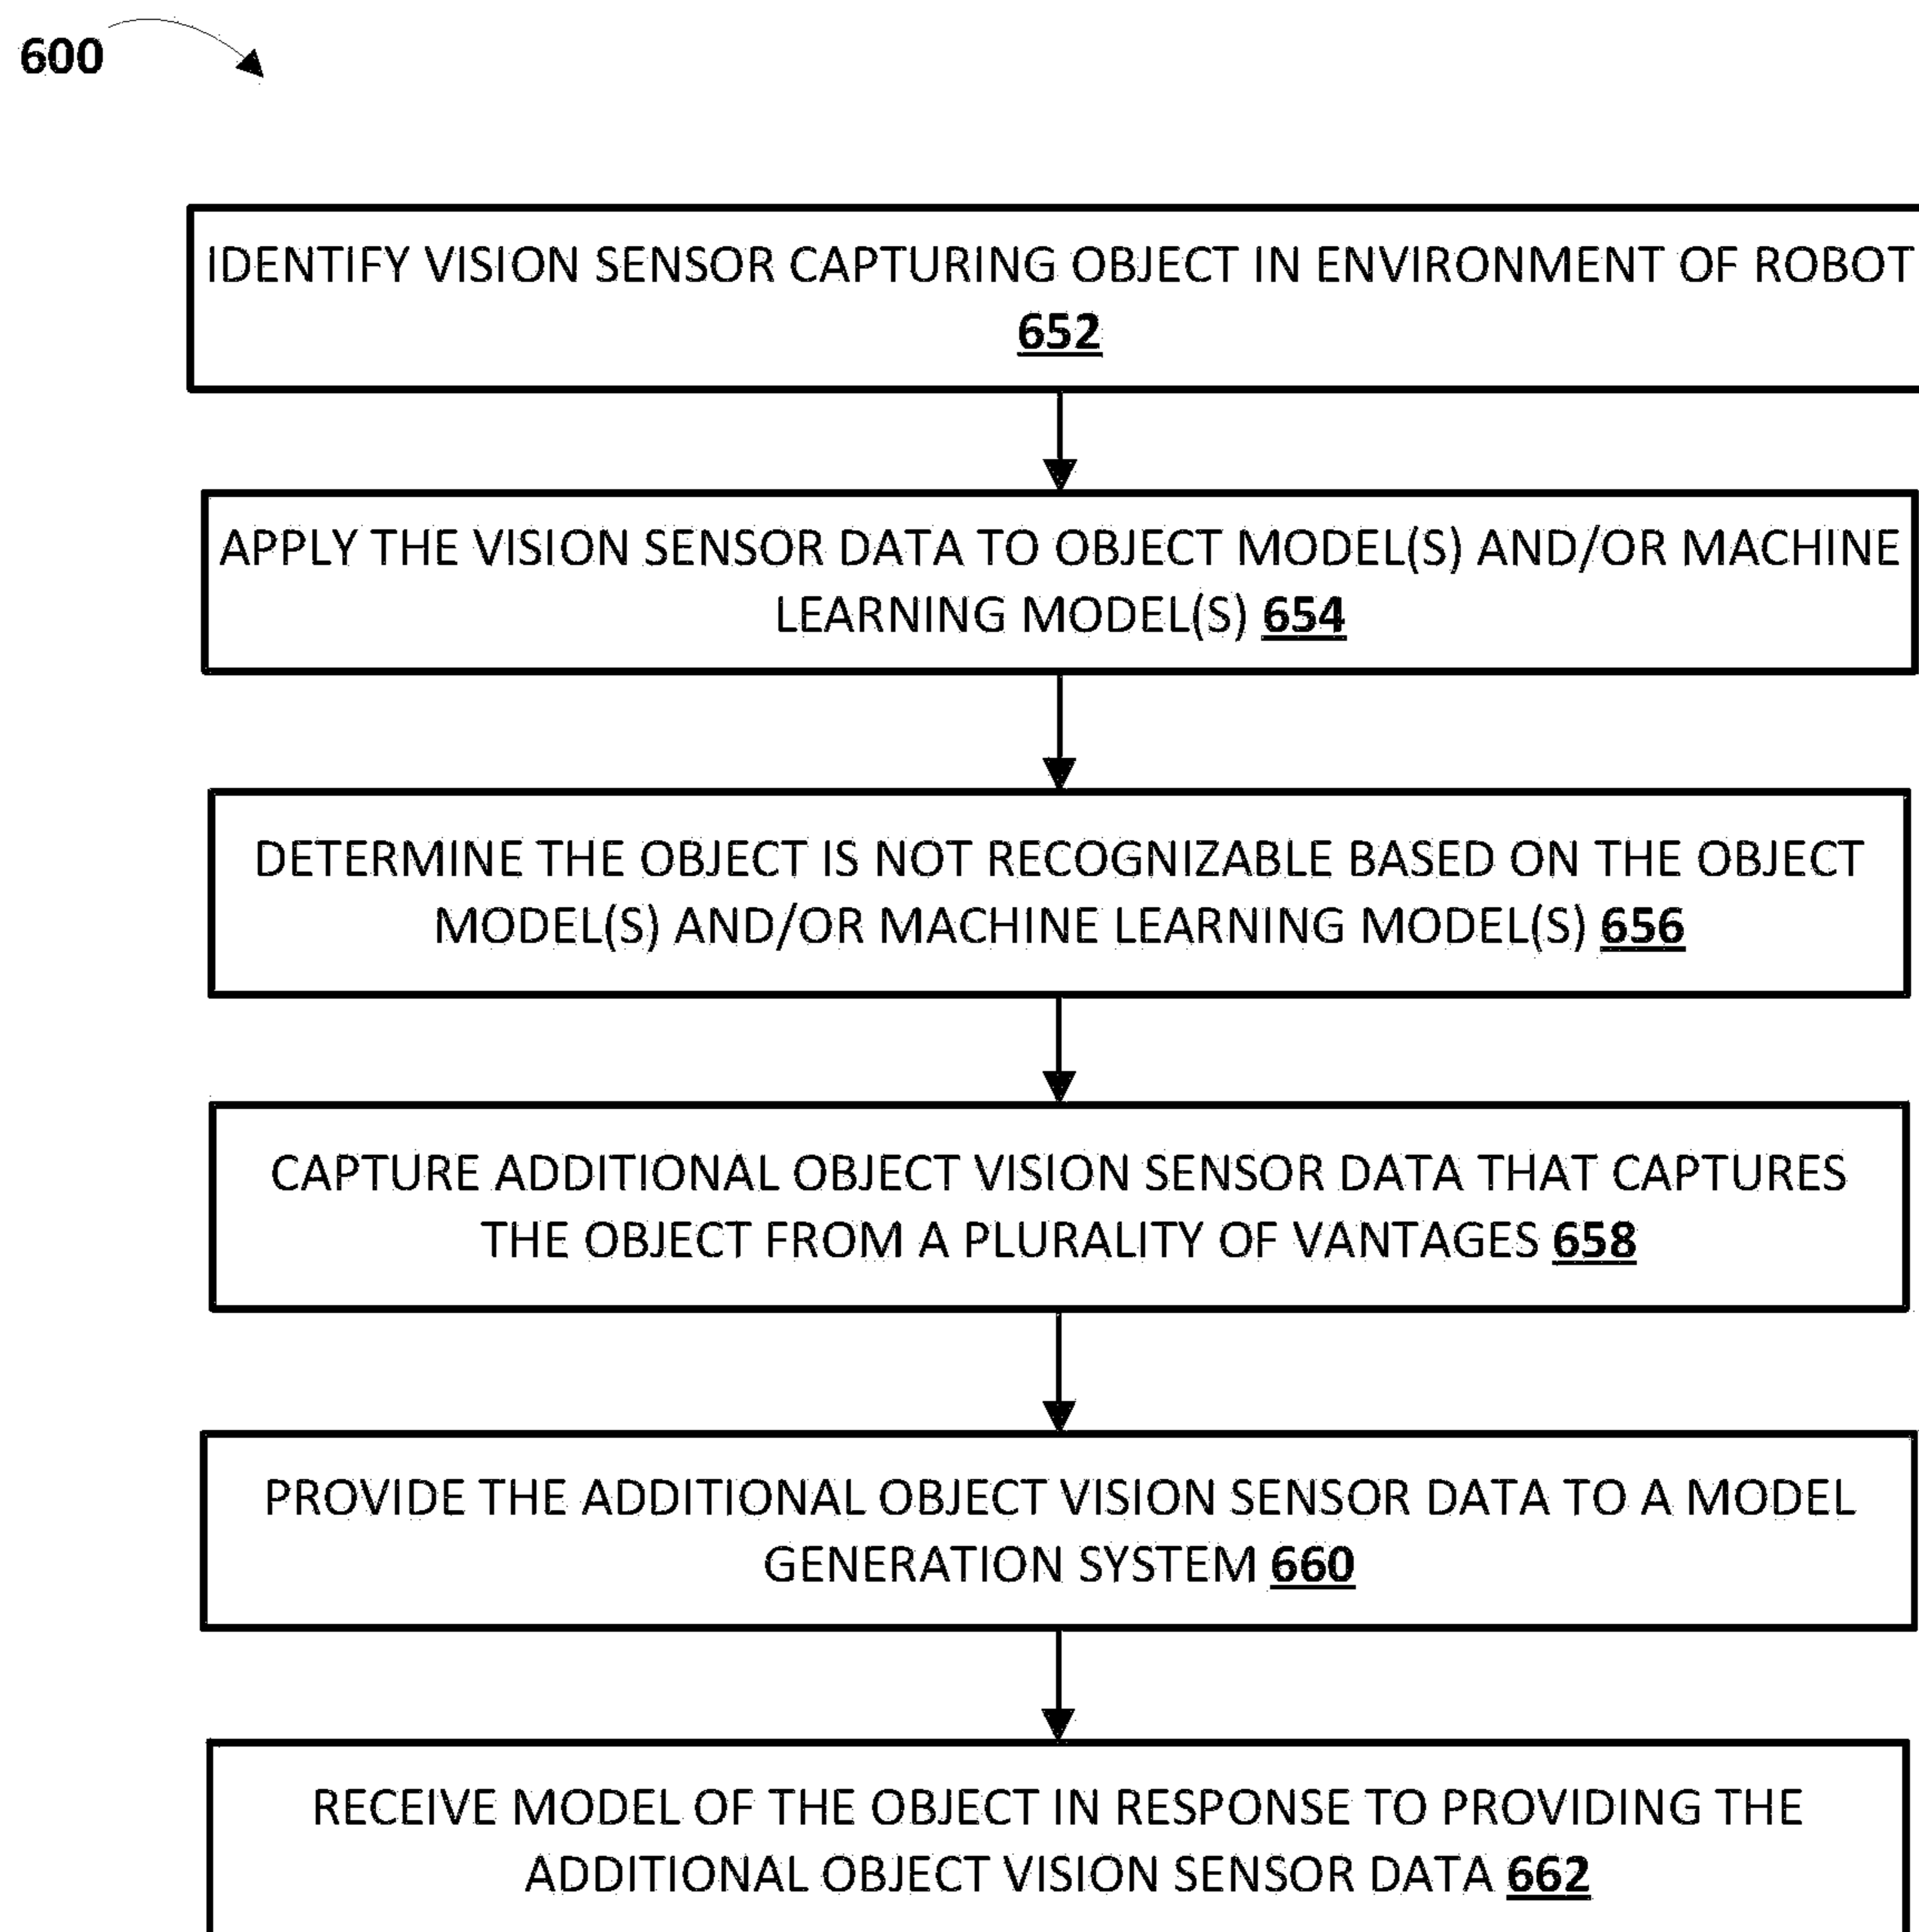 600
IDENTIFY VISION SENSOR CAPTURING OBJECT IN ENVIRONMENT OF ROBOT
652
APPLY THE VISION SENSOR DATA TO OBJECT MODEL(S) AND/OR MACHINE
LEARNING MODEL(S) 654
DETERMINE THE OBJECT IS NOT RECOGNIZABLE BASED ON THE OBJECT
MODEL(S) AND/OR MACHINE LEARNING MODEL(S) 656
CAPTURE ADDITIONAL OBJECT VISION SENSOR DATA THAT CAPTURES
THE OBJECT FROM A PLURALITY OF VANTAGES 658
PROVIDE THE ADDITIONAL OBJECT VISION SENSOR DATA TO A MODEL
GENERATION SYSTEM 660
RECEIVE MODEL OF THE OBJECT IN RESPONSE TO PROVIDING THE
ADDITIONAL OBJECT VISION SENSOR DATA 662